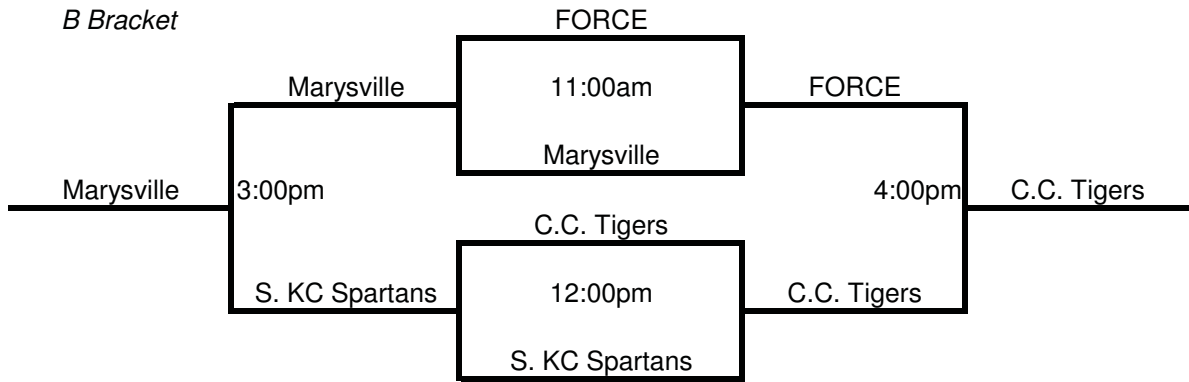 B Bracket
FORCE
Marysville
11:00am
FORCE
Marysville
Marysville
3:00pm
4:00pm
C.C. Tigers
C.C. Tigers
S. KC Spartans
12:00pm
C.C. Tigers
S. KC Spartans